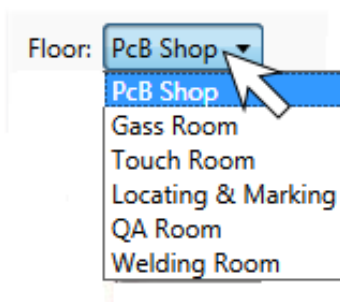 Floor: PcB Shop
PcB Shop
Gass Room
Touch Room
Locating & Marking
QA Room
Welding Room